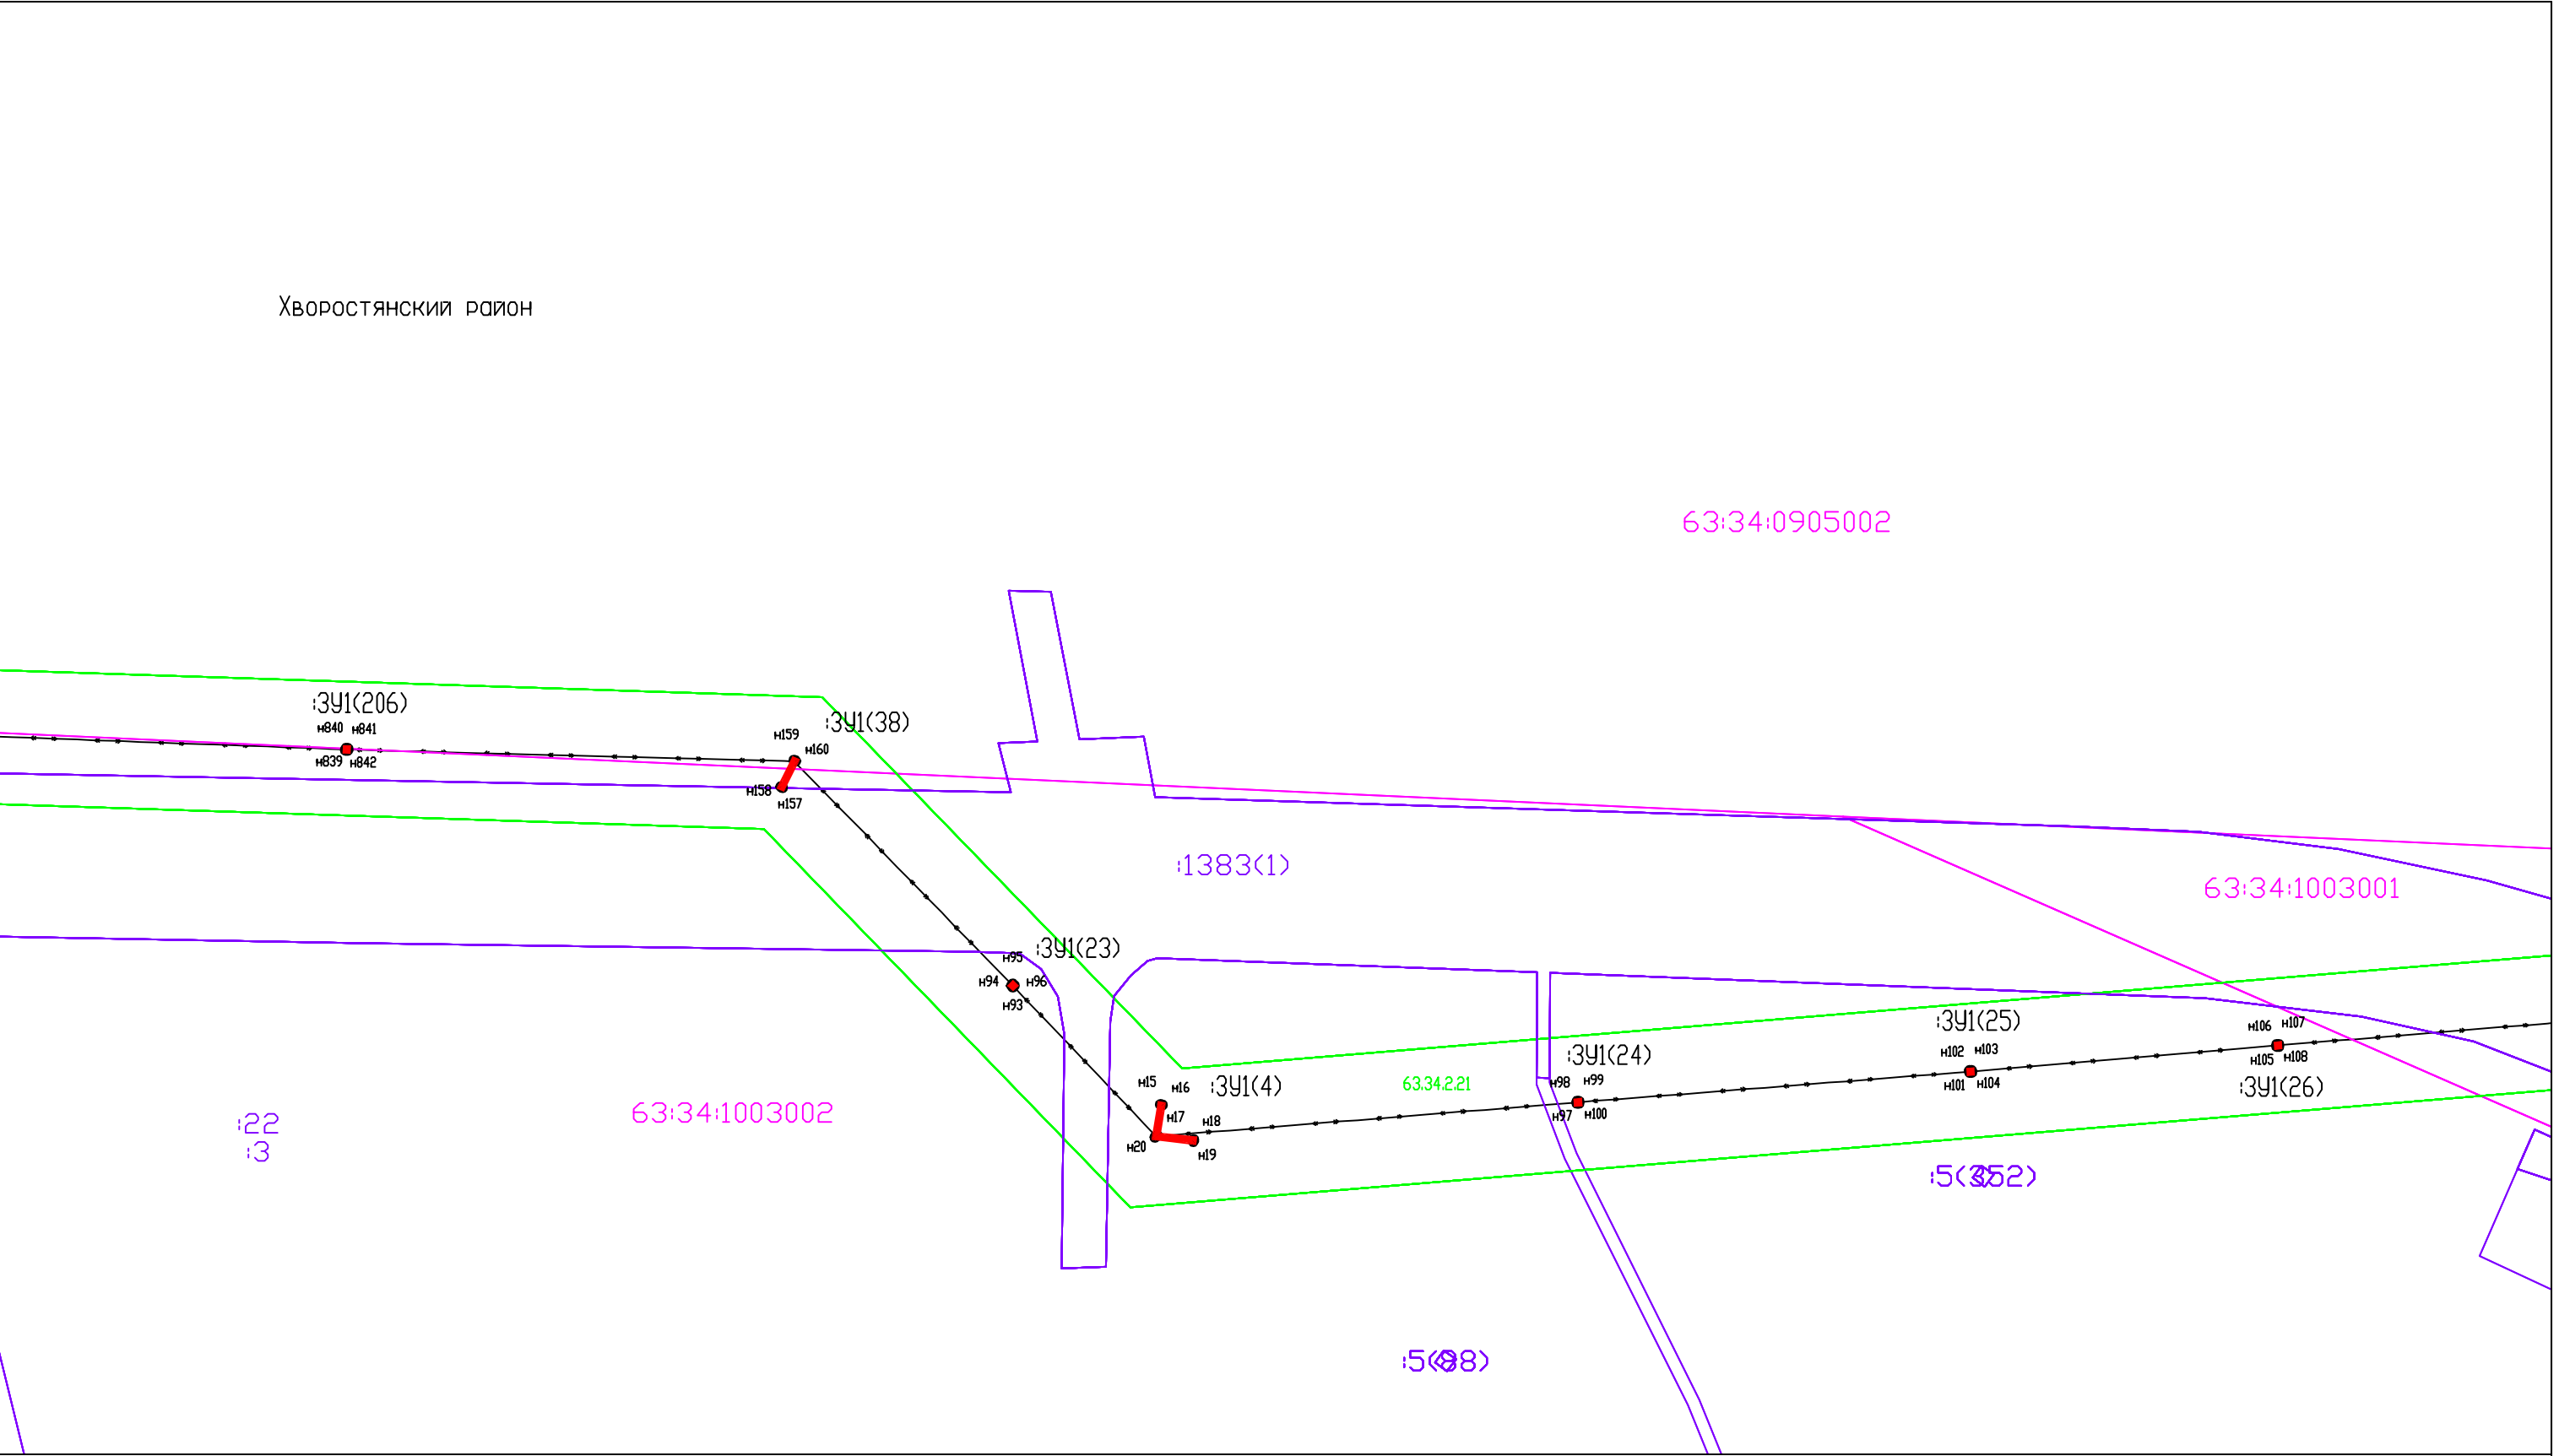 Хворостянский район
63:34:0905002
:ЗУ1(206)
н840 н841
н839 н842
:ЗУ1(38)
н159
н160
н158
н157
:1383(1)
63:34:1003001
:ЗУ1(23)
н95
н94 н96
н93
:ЗУ1(25)
н102 н103
н101 н104
н106 н107
н105 н108
:ЗУ1(26)
:ЗУ1(24)
н98 н99
н97 н100
63.34.2.21
:ЗУ1(4)
н15 н16
н17 н18
н20 н19
63:34:1003002
:22
:3